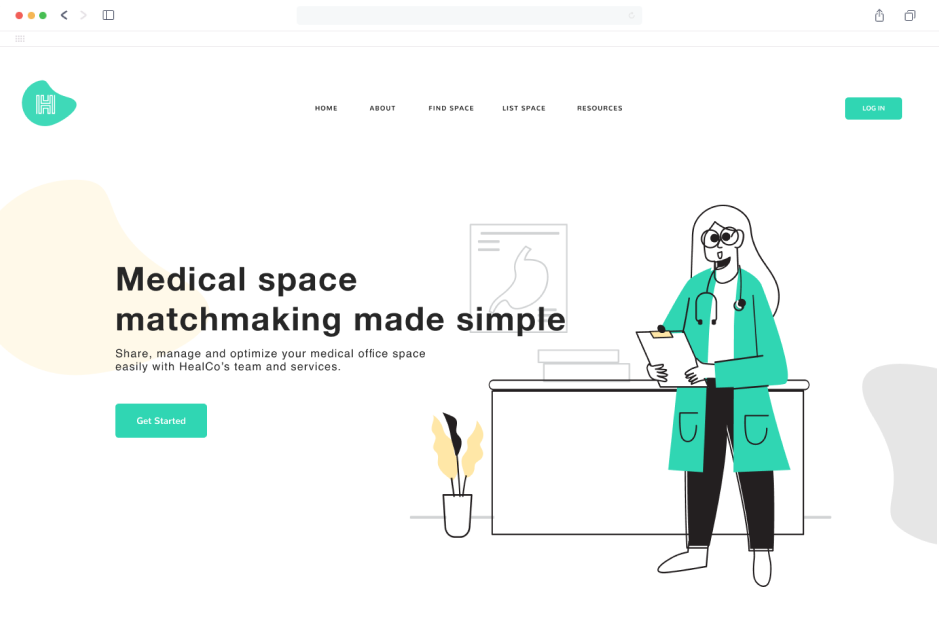 H
HOME ABOUT FIND SPACE LIST SPACE RESOURCES LOG IN
Medical space
matchmaking made simple
Share, manage and optimize your medical office space
easily with HealCo's team and services.
Get Started